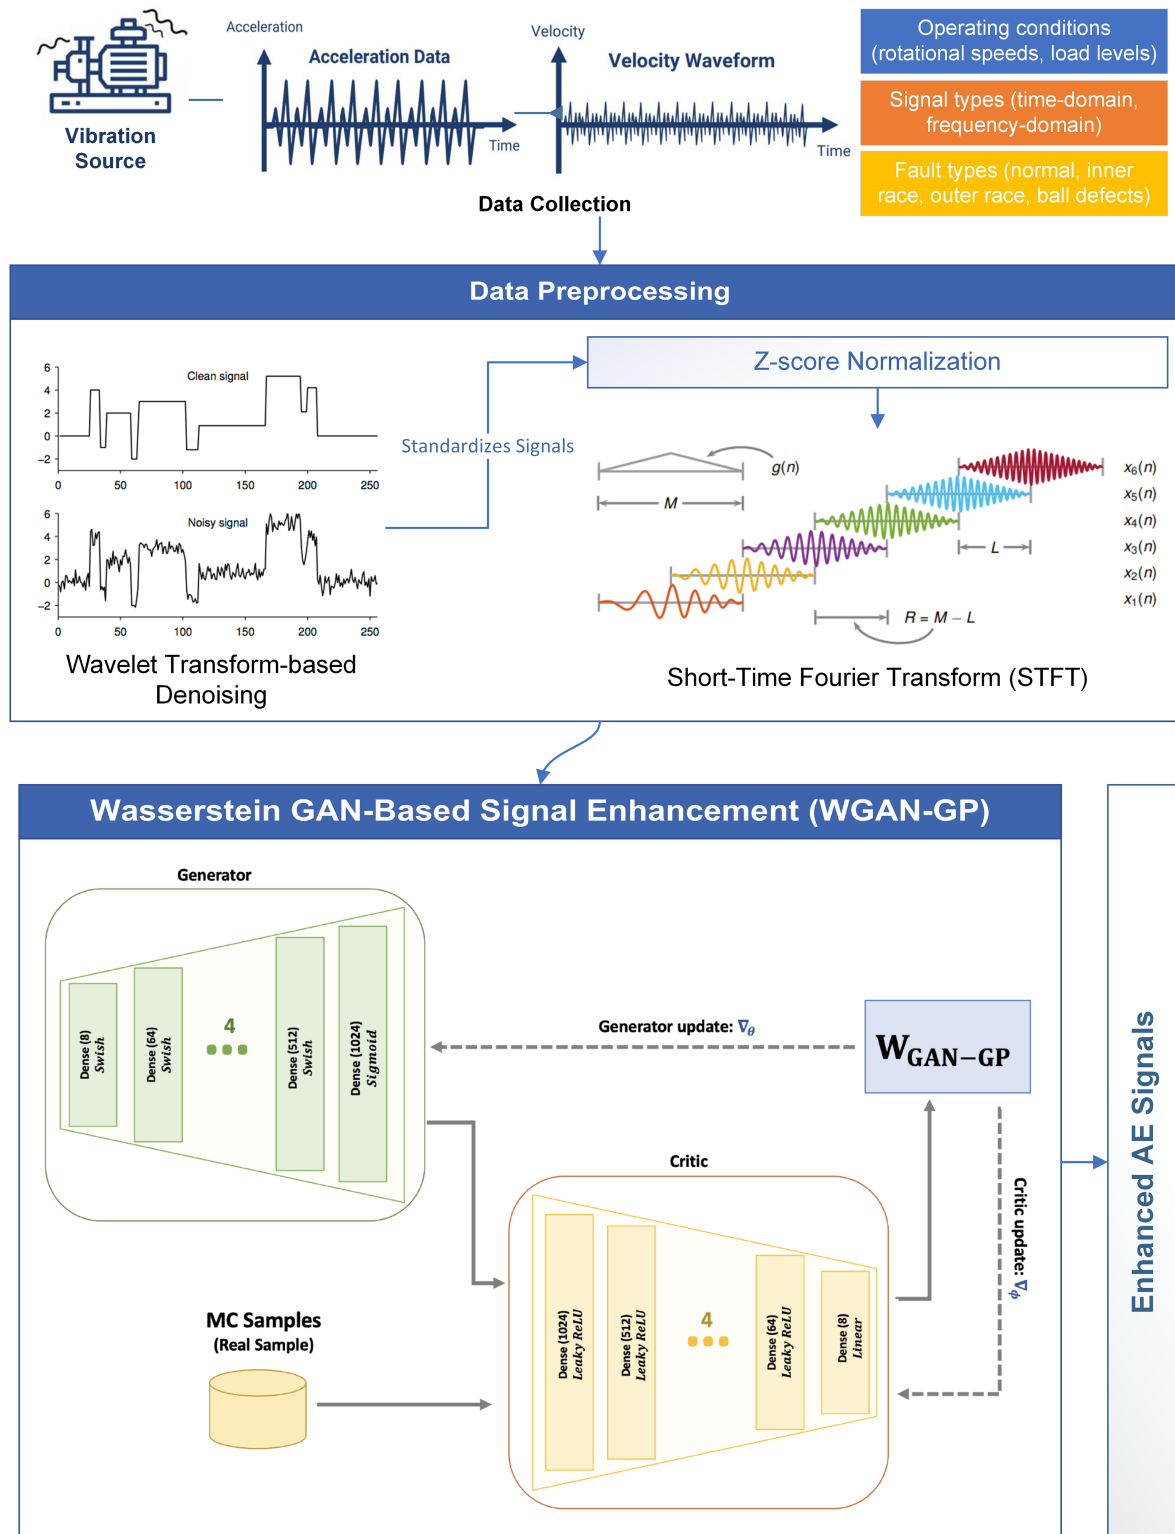 Acceleration
Acceleration Data
Time
Velocity
Velocity Waveform
Time
Vibration
Source
Data Collection
Operating conditions
(rotational speeds, load levels)
Signal types (time-domain,
frequency-domain)
Fault types (normal, inner
race, outer race, ball defects)
Data Preprocessing
6
4
2
0
−2
Clean signal
0 50 100 150 200 250
6
4
2
0
−2
Noisy signal
0 50 100 150 200 250
Wavelet Transform-based
Denoising
Standardizes Signals
Z-score Normalization
g(n)
M
x₆(n)
x₅(n)
x₄(n)
x₃(n)
x₂(n)
x₁(n)
L
R = M − L
Short-Time Fourier Transform (STFT)
Wasserstein GAN-Based Signal Enhancement (WGAN-GP)
Generator
Dense (8)
Swish
Dense (64)
Swish
4
Dense (512)
Swish
Dense (1024)
Sigmoid
Generator update: ∇θ
W GAN−GP
Critic update: ∇ϕ
Critic
Dense (1024)
Leaky ReLU
Dense (512)
Leaky ReLU
4
Dense (64)
Leaky ReLU
Dense (8)
Linear
MC Samples
(Real Sample)
Enhanced AE Signals